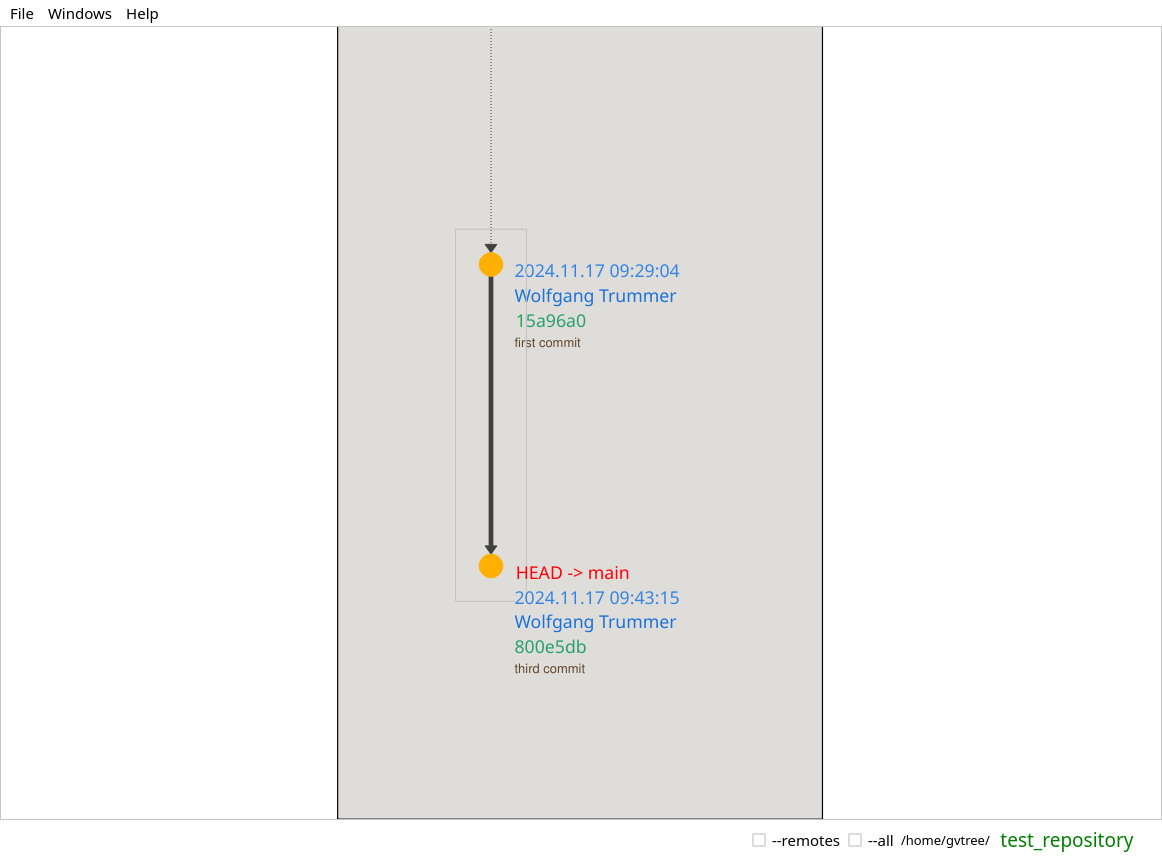 File Windows Help
2024.11.17 09:29:04
Wolfgang Trummer
15a96a0
first commit
HEAD -> main
2024.11.17 09:43:15
Wolfgang Trummer
800e5db
third commit
--remotes --all /home/gvtree/ test_repository